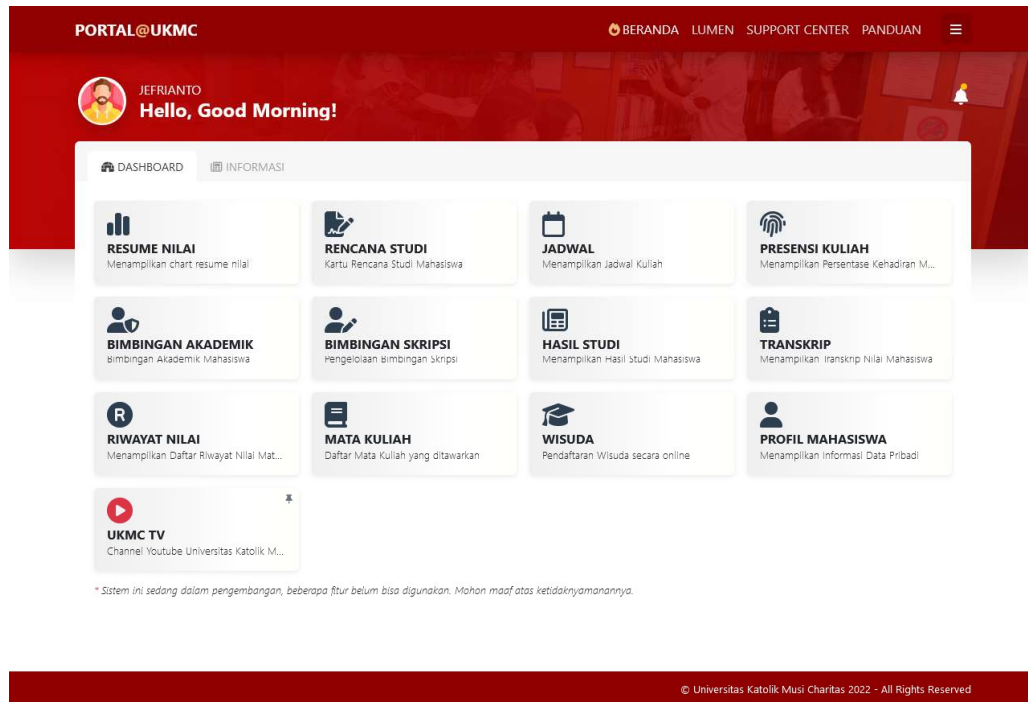 PORTAL@UKMC
BERANDA LUMEN SUPPORT CENTER PANDUAN
JEFRIANTO
Hello, Good Morning!
DASHBOARD INFORMASI
RESUME NILAI
Menampilkan chart resume nilai
RENCANA STUDI
Kartu Rencana Studi Mahasiswa
JADWAL
Menampilkan Jadwal Kuliah
PRESENSI KULIAH
Menampilkan Persentase Kehadiran M...
BIMBINGAN AKADEMIK
Bimbingan Akademik Mahasiswa
BIMBINGAN SKRIPSI
Pengelolaan Bimbingan Skripsi
HASIL STUDI
Menampilkan Hasil Studi Mahasiswa
TRANSKRIP
Menampilkan Transkrip Nilai Mahasiswa
R
RIWAYAT NILAI
Menampilkan Daftar Riwayat Nilai Mat...
MATA KULIAH
Daftar Mata Kuliah yang ditawarkan
WISUDA
Pendaftaran Wisuda secara online
PROFIL MAHASISWA
Menampilkan Informasi Data Pribadi
UKMC TV
Channel Youtube Universitas Katolik M...
* Sistem ini sedang dalam pengembangan, beberapa fitur belum bisa digunakan. Mohon maaf atas ketidaknyamanannya.
© Universitas Katolik Musi Charitas 2022 - All Rights Reserved